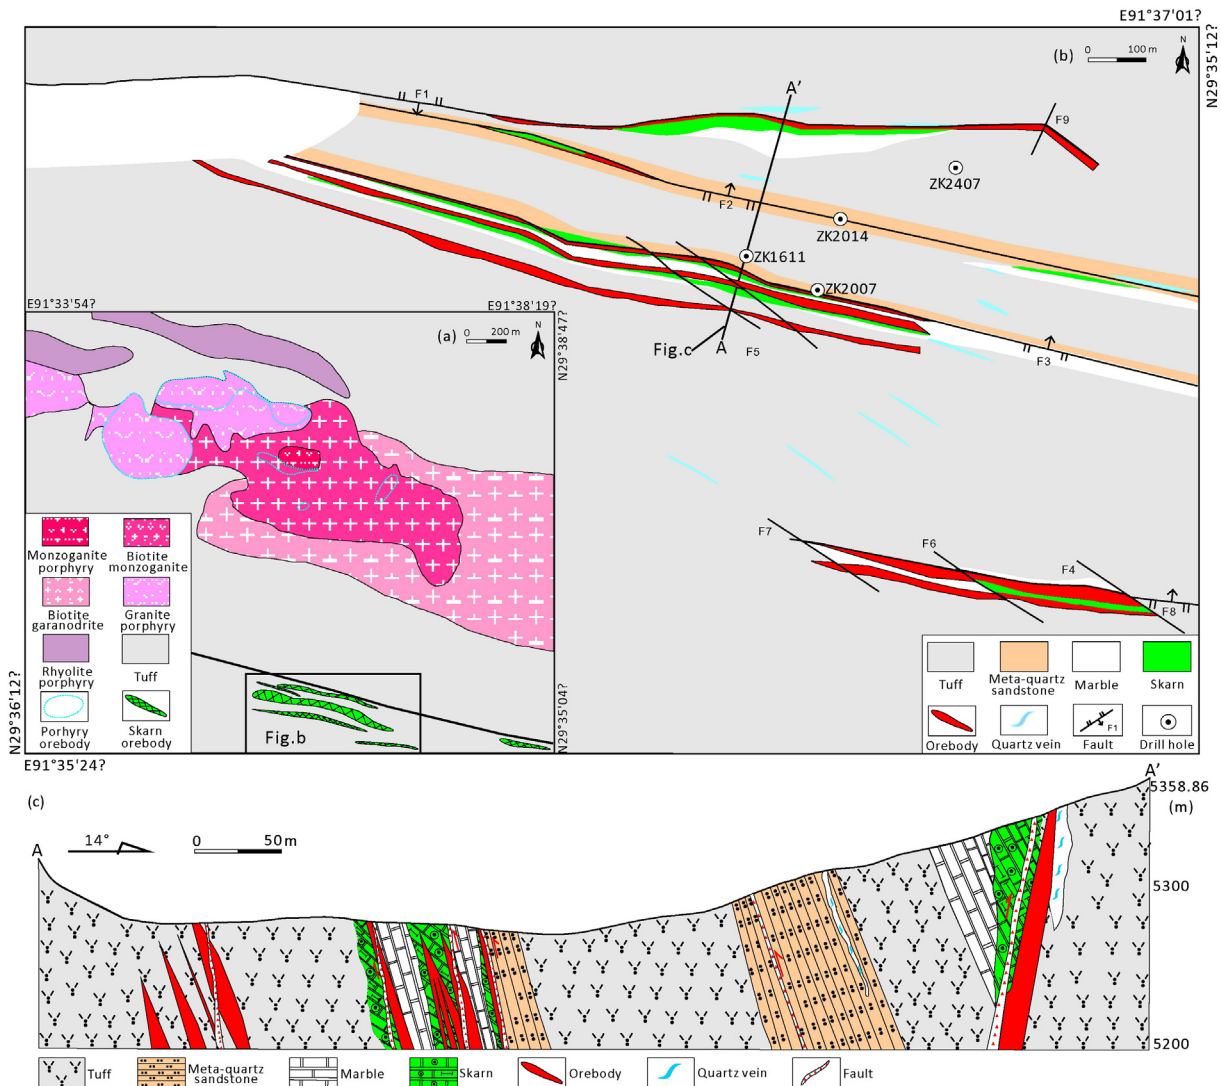 E91°37'01?
N29°35'12?
(b)
0
100 m
N
F1
A'
F9
ZK2407
F2
ZK2014
ZK1611
ZK2007
Fig.c
A
F5
F3
F7
F6
F4
F8
E91°33'54?
E91°38'19?
(a)
0
200 m
N
N29°38'47?
Monzoganite
porphyry
Biotite
monzoganite
Biotite
garanodrite
Granite
porphyry
Rhyolite
porphyry
Tuff
Porhyry
orebody
Skarn
orebody
Fig.b
N29°36'12?
N29°35'04?
E91°35'24?
Tuff
Meta-quartz
sandstone
Marble
Skarn
Orebody
Quartz vein
F1
Fault
Drill hole
(c)
A
14°
0
50m
A'
5358.86
(m)
5300
5200
Tuff
Meta-quartz
sandstone
Marble
Skarn
Orebody
Quartz vein
Fault